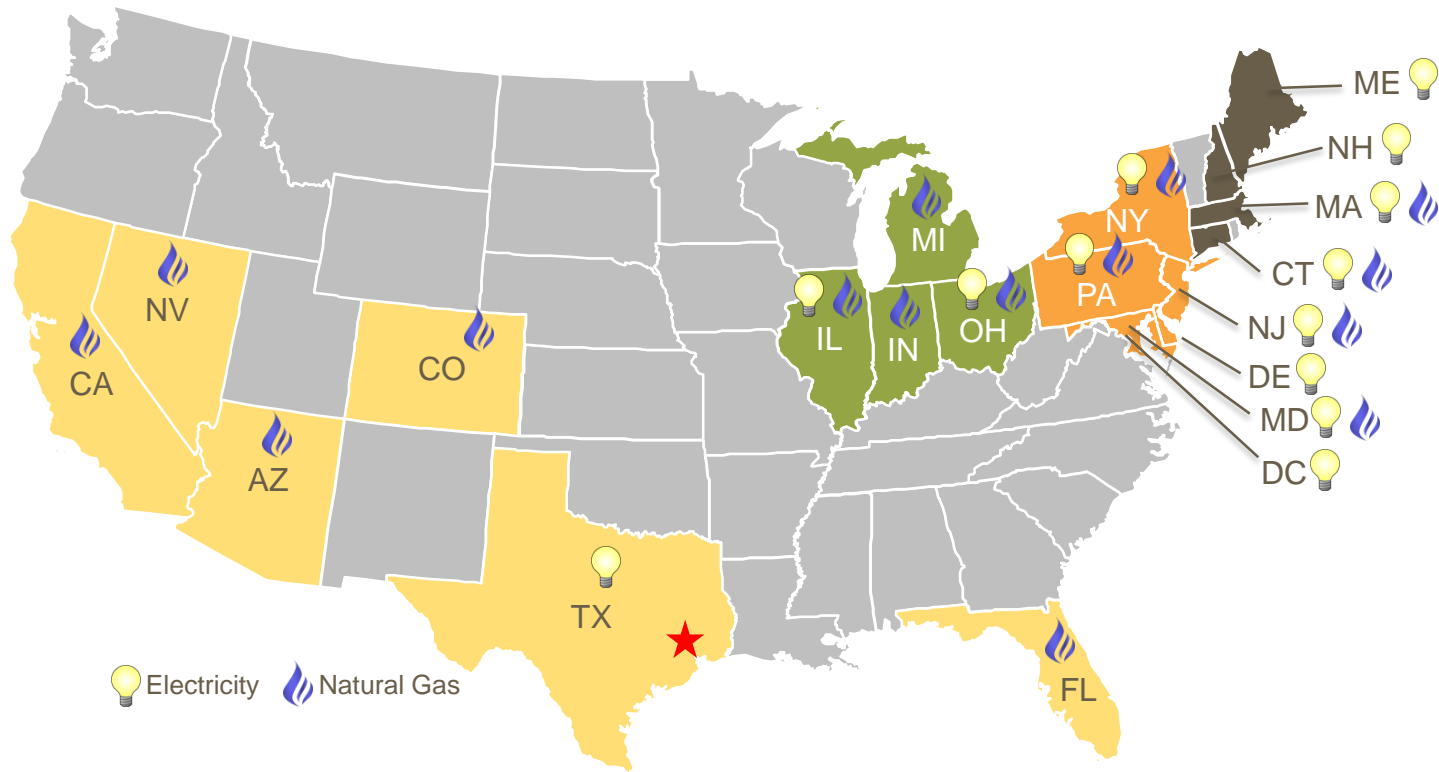 ME
NH
MA
NY
MI
CT
PA
NV
NJ
IL
IN
OH
CO
CA
DE
MD
DC
AZ
TX
Electricity
Natural Gas
FL